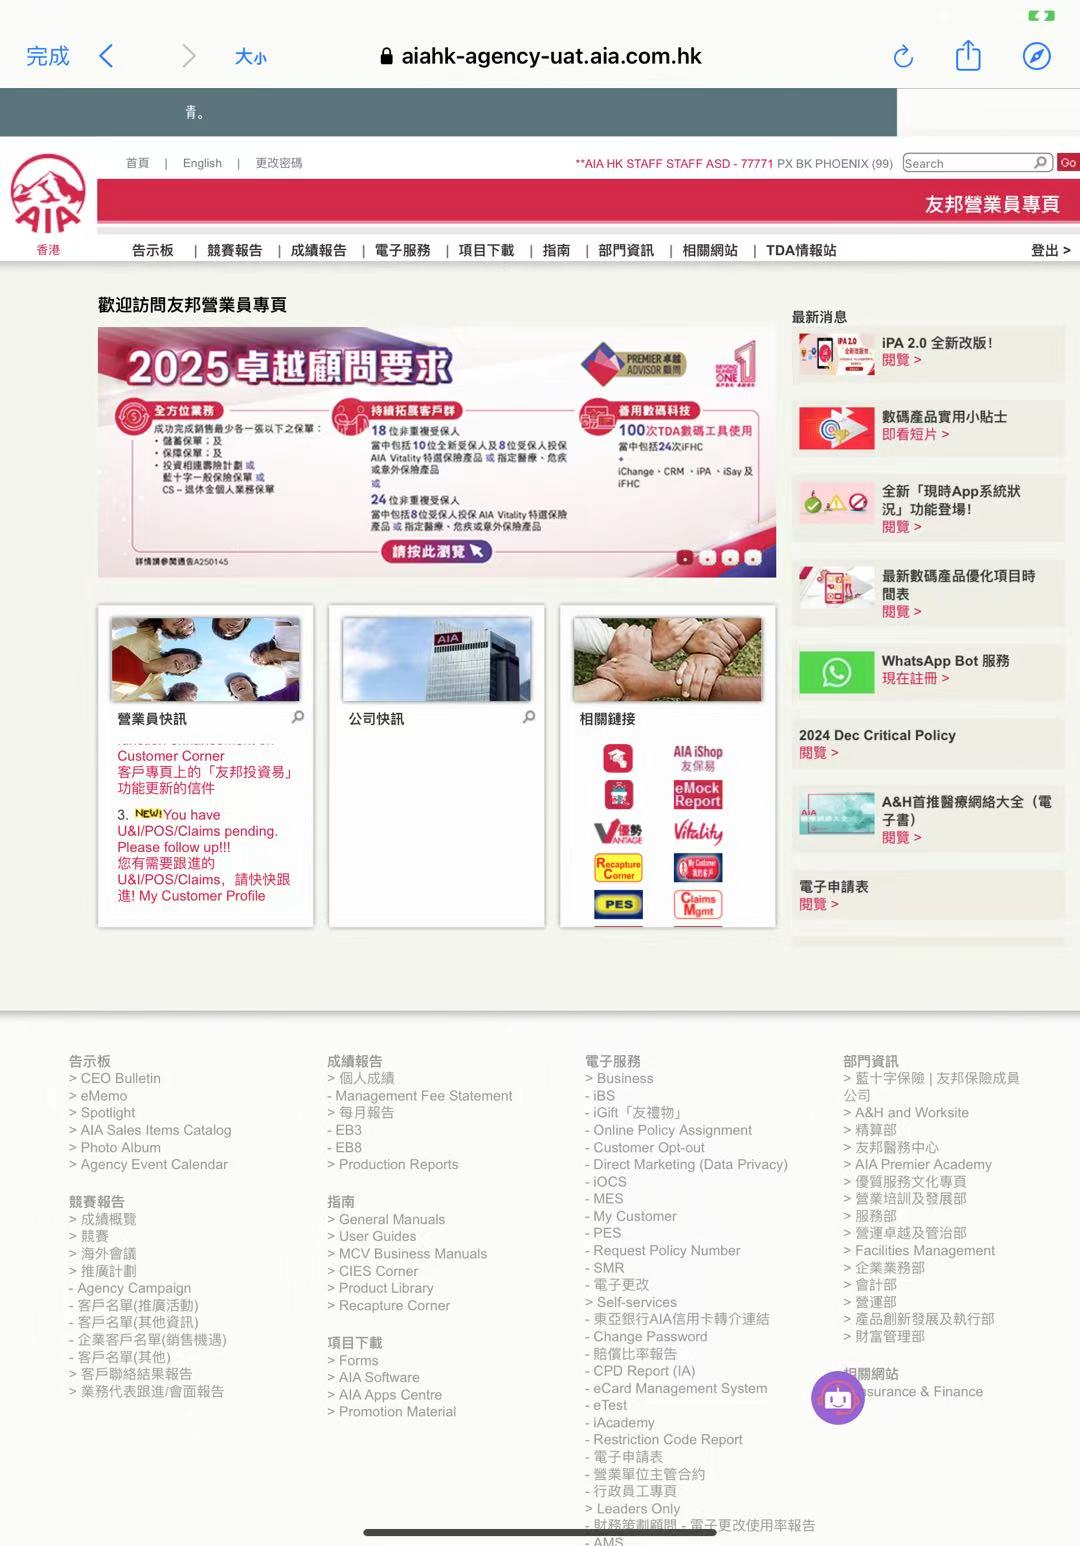 完成
大小
aiahk-agency-uat.aia.com.hk
青。
首頁 | English | 更改密碼
**AIA HK STAFF STAFF ASD - 77771 PX BK PHOENIX (99)
Search
Go
AIA
香港
友邦營業員專頁
告示板 | 競賽報告 | 成績報告 | 電子服務 | 項目下載 | 指南 | 部門資訊 | 相關網站 | TDA情報站
登出 >
歡迎訪問友邦營業員專頁
2025卓越顧問要求
PREMIER 卓越
ADVISOR 顧問
BEYOND
NUMBER
ONE
全方位業務
成功完成銷售最少各一張以下之保單：
・儲蓄保單；及
・保障保單；及
・投資相連壽險計劃 或
藍十字一般保險保單 或
CS – 退休金個人業務保單
持續拓展客戶群
18位非重複受保人
當中包括10位全新受保人及8位受保人投保
AIA Vitality 特選保險產品 或 指定醫療、危疾
或意外保險產品
或
24位非重複受保人
當中包括8位受保人投保 AIA Vitality 特選保險
產品 或 指定醫療、危疾或意外保險產品
善用數碼科技
100次TDA數碼工具使用
當中包括24次iFHC
+
iChange、CRM、iPA、iSay 及
iFHC
請按此瀏覽
詳情請參閱通告A250145
最新消息
iPA 2.0
iPA 2.0 全新改版！
閱覽 >
數碼產品實用小貼士
即看短片 >
全新「現時App系統狀
況」功能登場！
閱覽 >
最新數碼產品優化項目時
間表
閱覽 >
WhatsApp Bot 服務
現在註冊 >
2024 Dec Critical Policy
閱覽 >
A&H首推醫療網絡大全（電
子書）
閱覽 >
電子申請表
閱覽 >
營業員快訊
Customer Corner
客戶專頁上的「友邦投資易」
功能更新的信件
3. NEW!You have
U&I/POS/Claims pending.
Please follow up!!!
您有需要跟進的
U&I/POS/Claims，請快快跟
進! My Customer Profile
AIA
公司快訊
相關鏈接
AIA iShop
友保易
eMock
Report
優勢
VANTAGE
Vitality
Recapture
Corner
My Customer
我的客戶
PES
Claims
Mgmt
告示板
> CEO Bulletin
> eMemo
> Spotlight
> AIA Sales Items Catalog
> Photo Album
> Agency Event Calendar
競賽報告
> 成績概覽
> 競賽
> 海外會議
> 推廣計劃
- Agency Campaign
- 客戶名單(推廣活動)
- 客戶名單(其他資訊)
- 企業客戶名單(銷售機遇)
- 客戶名單(其他)
> 客戶聯絡結果報告
> 業務代表跟進/會面報告
成績報告
> 個人成績
- Management Fee Statement
> 每月報告
- EB3
- EB8
> Production Reports
指南
> General Manuals
> User Guides
> MCV Business Manuals
> CIES Corner
> Product Library
> Recapture Corner
項目下載
> Forms
> AIA Software
> AIA Apps Centre
> Promotion Material
電子服務
> Business
- iBS
- iGift「友禮物」
- Online Policy Assignment
- Customer Opt-out
- Direct Marketing (Data Privacy)
- iOCS
- MES
- My Customer
- PES
- Request Policy Number
- SMR
- 電子更改
> Self-services
- 東亞銀行AIA信用卡轉介連結
- Change Password
- 賠償比率報告
- CPD Report (IA)
- eCard Management System
- eTest
- iAcademy
- Restriction Code Report
- 電子申請表
- 營業單位主管合約
- 行政員工專頁
> Leaders Only
- 財務策劃顧問 - 電子更改使用率報告
- AMS
部門資訊
> 藍十字保險 | 友邦保險成員
公司
> A&H and Worksite
> 精算部
> 友邦醫務中心
> AIA Premier Academy
> 優質服務文化專頁
> 營業培訓及發展部
> 服務部
> 營運卓越及管治部
> Facilities Management
> 企業業務部
> 會計部
> 營運部
> 產品創新發展及執行部
> 財富管理部
相關網站
nsurance & Finance